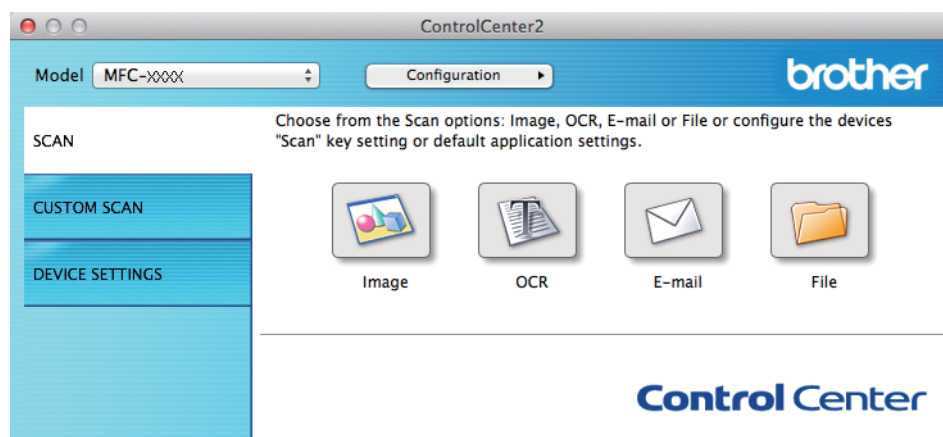 ControlCenter2
Model MFC-XXXX Configuration
brother
SCAN
Choose from the Scan options: Image, OCR, E-mail or File or configure the devices
"Scan" key setting or default application settings.
CUSTOM SCAN
DEVICE SETTINGS
Image OCR E-mail File
Control Center